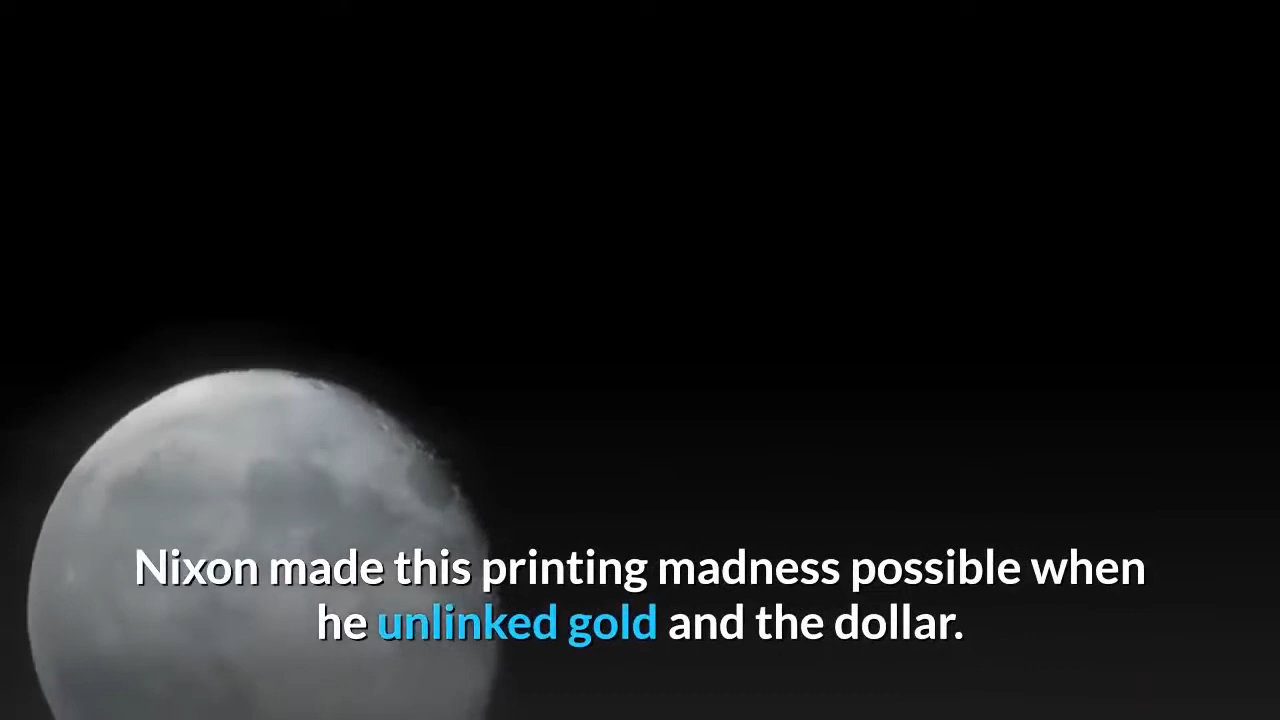 Nixon made this printing madness possible when
he unlinked gold and the dollar.